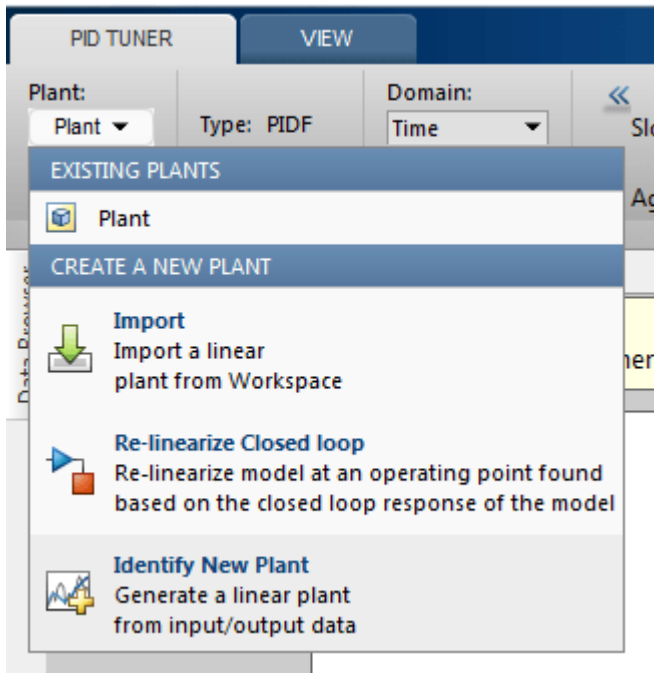 PID TUNER VIEW
Plant: Domain:
Plant Type: PIDF Time
EXISTING PLANTS
Plant
CREATE A NEW PLANT
Import
Import a linear
plant from Workspace
Re-linearize Closed loop
Re-linearize model at an operating point found
based on the closed loop response of the model
Identify New Plant
Generate a linear plant
from input/output data
Data Browser